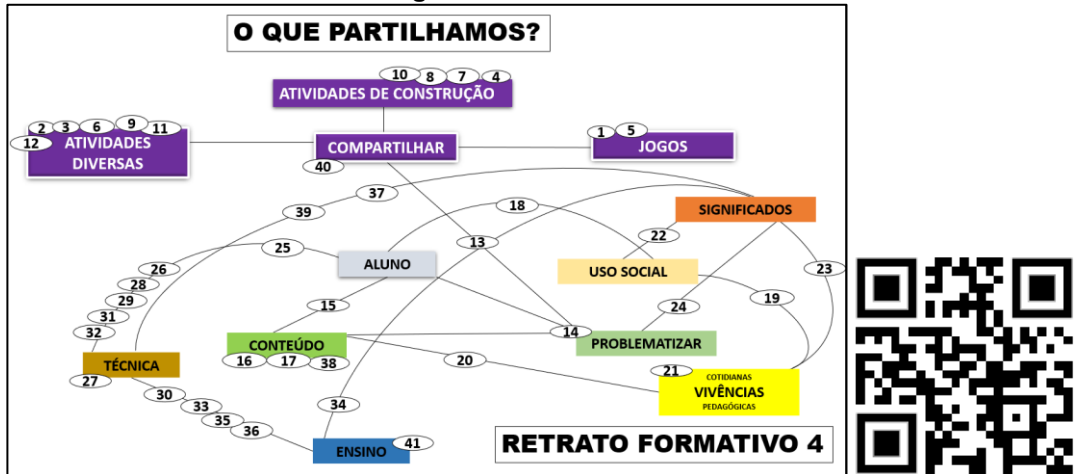 O QUE PARTILHAMOS?
10 8 7 4
ATIVIDADES DE CONSTRUÇÃO
2 3 6 9 11
12
ATIVIDADES
DIVERSAS
COMPARTILHAR
40
1 5
JOGOS
37
39
18
SIGNIFICADOS
13
22
25
26
ALUNO
USO SOCIAL
23
28
29
31
32
15
24
19
CONTEÚDO
14
PROBLEMATIZAR
16 17 38
TÉCNICA
27
20
21
COTIDIANAS
VIVÊNCIAS
PEDAGÓGICAS
30
33
35
36
34
ENSINO
41
RETRATO FORMATIVO 4